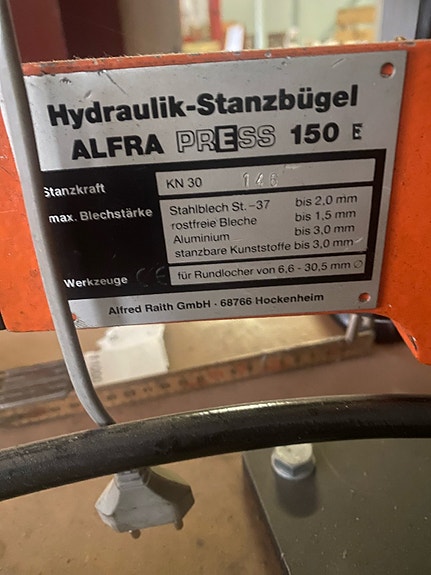 Hydraulik-Stanzbügel
ALFRA PRESS 150 E
Stanzkraft KN 30 146
max. Blechstärke Stahlblech St.-37 bis 2,0 mm
rostfreie Bleche bis 1,5 mm
Aluminium bis 3,0 mm
stanzbare Kunststoffe bis 3,0 mm
Werkzeuge CE für Rundlocher von 6,6 - 30,5 mm ∅
Alfred Raith GmbH · 68766 Hockenheim